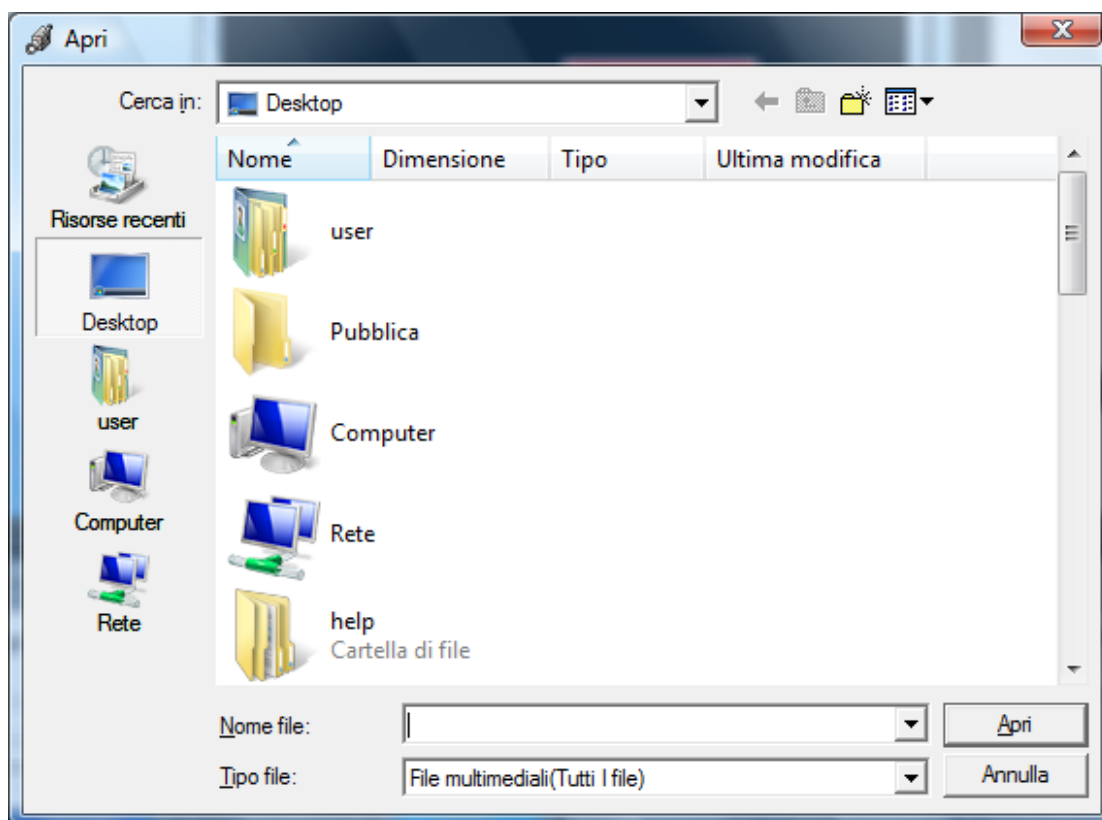 Apri
Cerca in:
Desktop
Nome Dimensione Tipo Ultima modifica
Risorse recenti
Desktop
user
Computer
Rete
user
Pubblica
Computer
Rete
help
Cartella di file
Nome file:
Apri
Tipo file:
File multimediali(Tutti I file)
Annulla